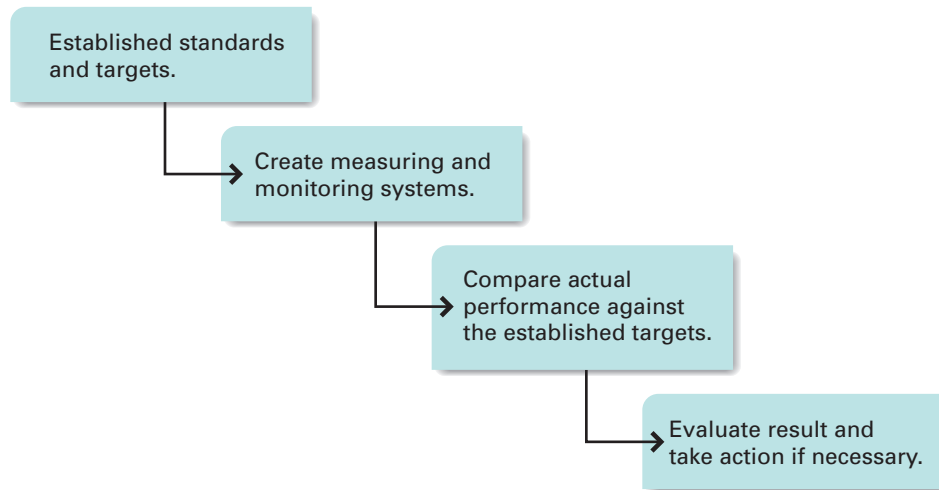 Established standards
and targets.
Create measuring and
monitoring systems.
Compare actual
performance against
the established targets.
Evaluate result and
take action if necessary.